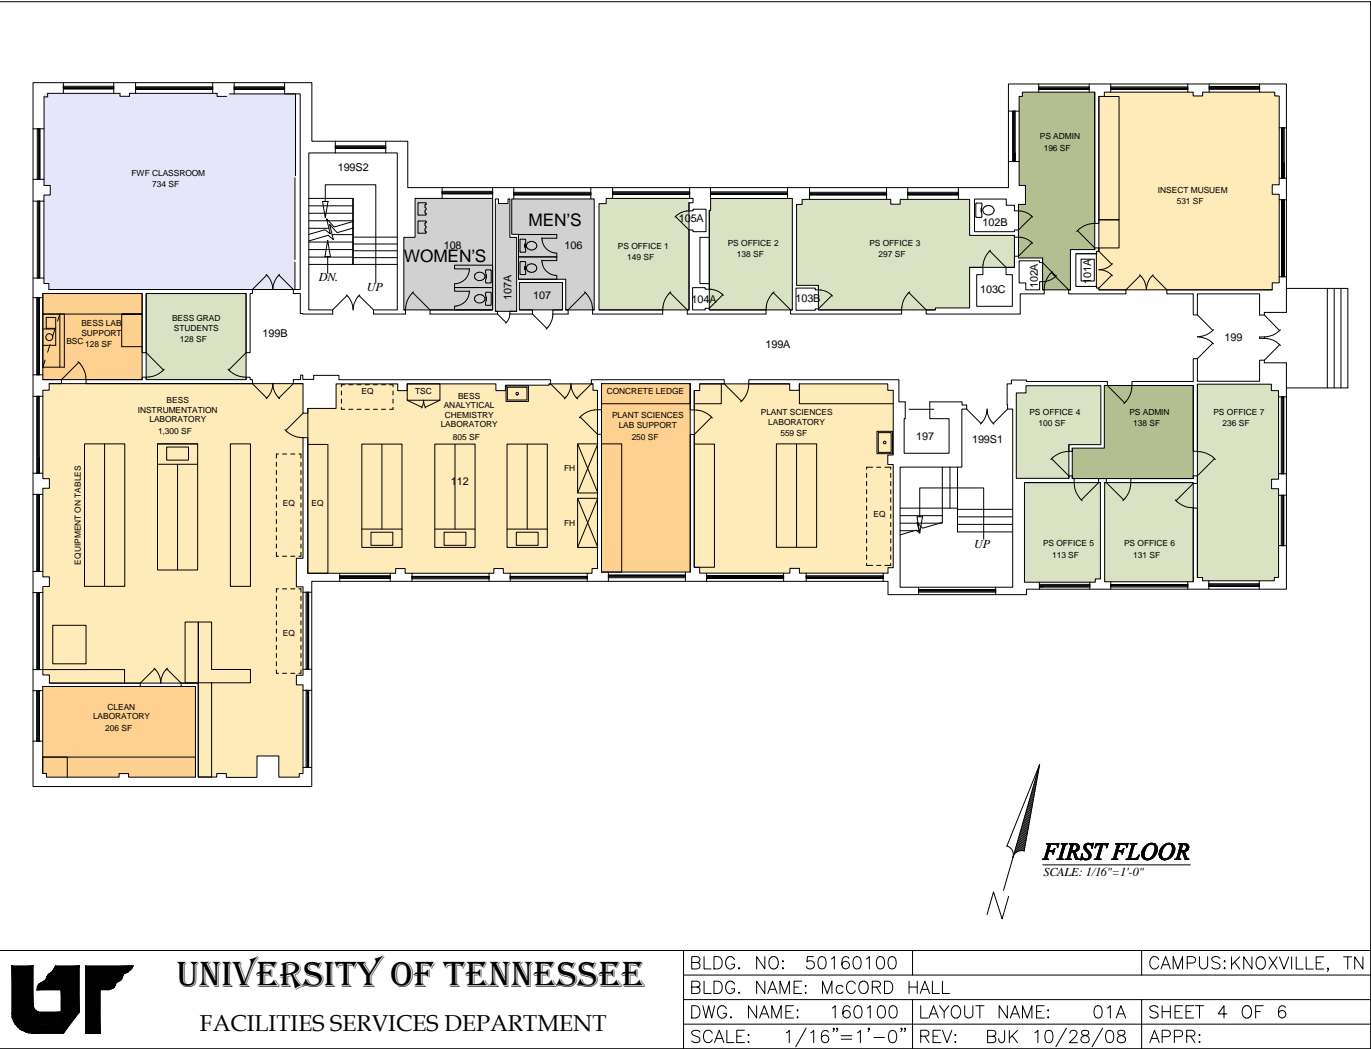 FWF CLASSROOM
734 SF
199S2
DN.
UP
WOMEN'S
108
107A
MEN'S
106
107
PS OFFICE 1
149 SF
105A
104A
PS OFFICE 2
138 SF
PS OFFICE 3
297 SF
103B
102B
103C
PS ADMIN
196 SF
102A
101A
INSECT MUSUEM
531 SF
BESS LAB
SUPPORT
128 SF
BSC
BESS GRAD
STUDENTS
128 SF
199B
199A
199
BESS
INSTRUMENTATION
LABORATORY
1,300 SF
EQUIPMENT ON TABLES
EQ
EQ
EQ
EQ
TSC
BESS
ANALYTICAL
CHEMISTRY
LABORATORY
805 SF
112
FH
FH
CONCRETE LEDGE
PLANT SCIENCES
LAB SUPPORT
250 SF
PLANT SCIENCES
LABORATORY
559 SF
EQ
197
199S1
UP
PS OFFICE 4
100 SF
PS ADMIN
138 SF
PS OFFICE 7
236 SF
PS OFFICE 5
113 SF
PS OFFICE 6
131 SF
CLEAN
LABORATORY
206 SF
N
FIRST FLOOR
SCALE: 1/16"=1'-0"
UT
UNIVERSITY OF TENNESSEE
FACILITIES SERVICES DEPARTMENT
BLDG. NO: 50160100
CAMPUS: KNOXVILLE, TN
BLDG. NAME: McCORD HALL
DWG. NAME: 160100
LAYOUT NAME: 01A
SHEET 4 OF 6
SCALE: 1/16"=1'-0"
REV: BJK 10/28/08
APPR: